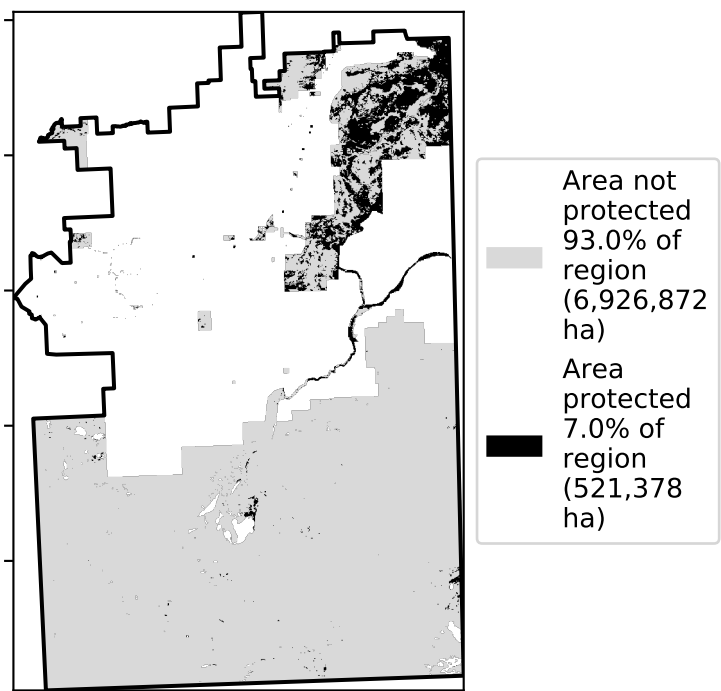 Area not
protected
93.0% of
region
(6,926,872
ha)
Area
protected
7.0% of
region
(521,378
ha)